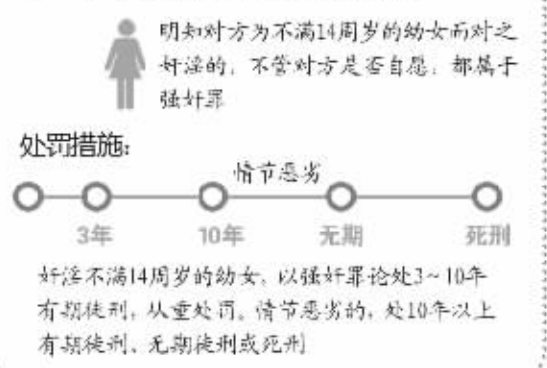 明知对方为不满14周岁的幼女而对之
奸淫的，不管对方是否自愿，都属于
强奸罪
处罚措施：
情节恶劣
3年 10年 无期 死刑
奸淫不满14周岁的幼女，以强奸罪论处3～10年
有期徒刑，从重处罚。情节恶劣的，处10年以上
有期徒刑、无期徒刑或死刑